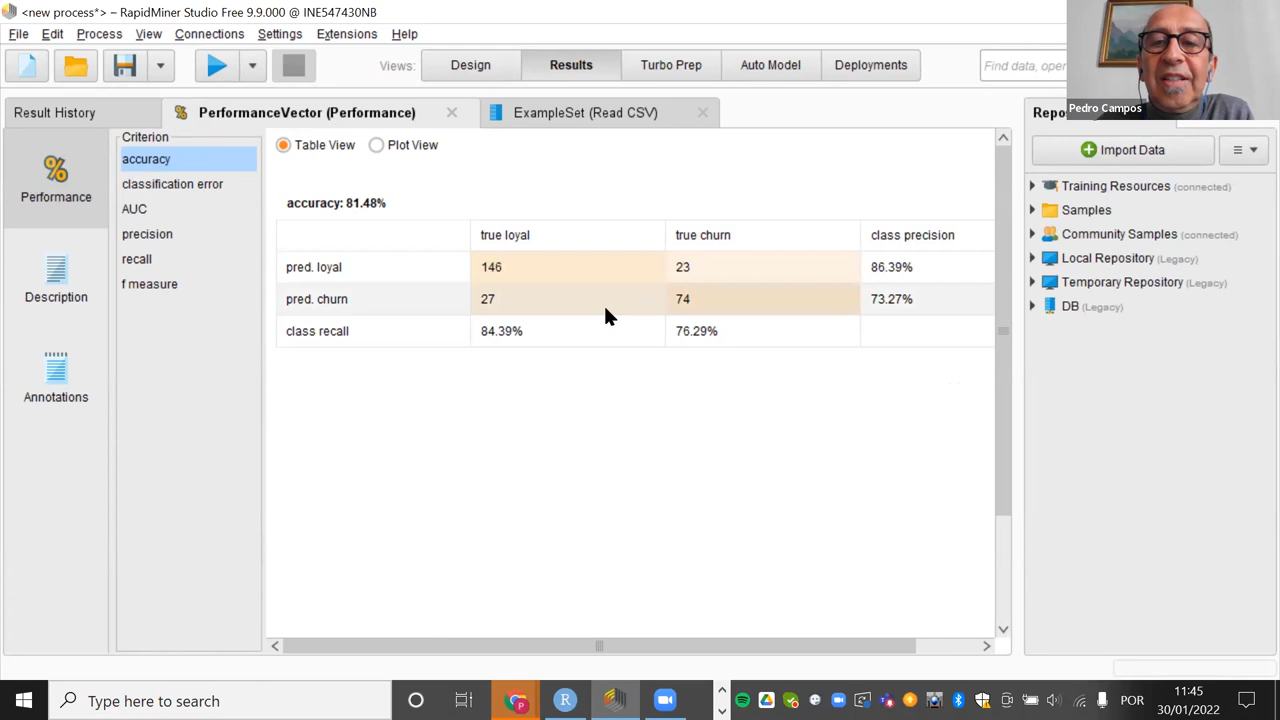 <new process*> – RapidMiner Studio Free 9.9.000 @ INE547430NB
File Edit Process View Connections Settings Extensions Help
Views: Design Results Turbo Prep Auto Model Deployments Find data, oper
Pedro Campos
Result History PerformanceVector (Performance) ExampleSet (Read CSV) Repo
Criterion
accuracy
classification error
AUC
precision
recall
f measure
% Performance
Description
Annotations
Table View Plot View
accuracy: 81.48%
true loyal true churn class precision
pred. loyal 146 23 86.39%
pred. churn 27 74 73.27%
class recall 84.39% 76.29%
Import Data
Training Resources (connected)
Samples
Community Samples (connected)
Local Repository (Legacy)
Temporary Repository (Legacy)
DB (Legacy)
Type here to search
P
R
POR
11:45
30/01/2022